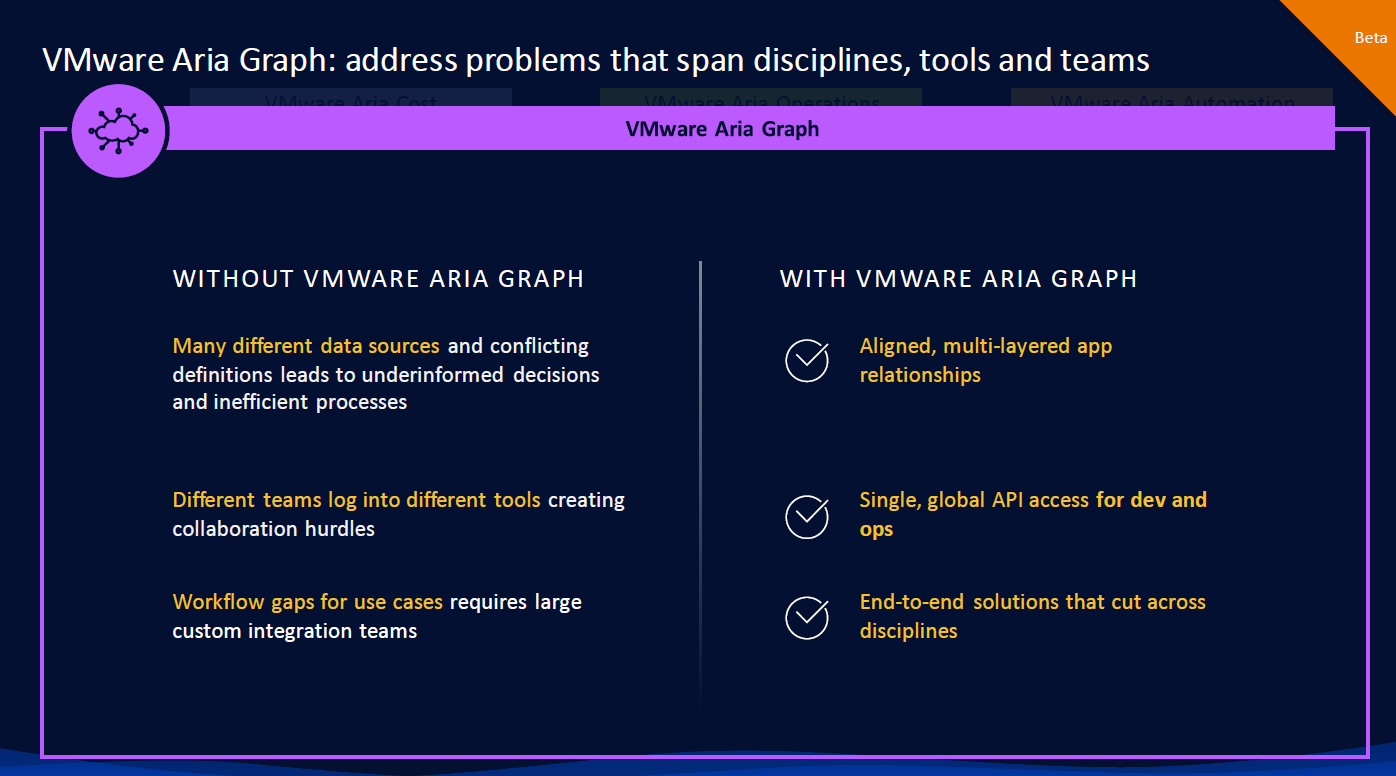 Beta
VMware Aria Graph: address problems that span disciplines, tools and teams
VMware Aria Cost
VMware Aria Operations
VMware Aria Automation
VMware Aria Graph
WITHOUT VMWARE ARIA GRAPH
Many different data sources and conflicting
definitions leads to underinformed decisions
and inefficient processes
Different teams log into different tools creating
collaboration hurdles
Workflow gaps for use cases requires large
custom integration teams
WITH VMWARE ARIA GRAPH
Aligned, multi-layered app
relationships
Single, global API access for dev and
ops
End-to-end solutions that cut across
disciplines